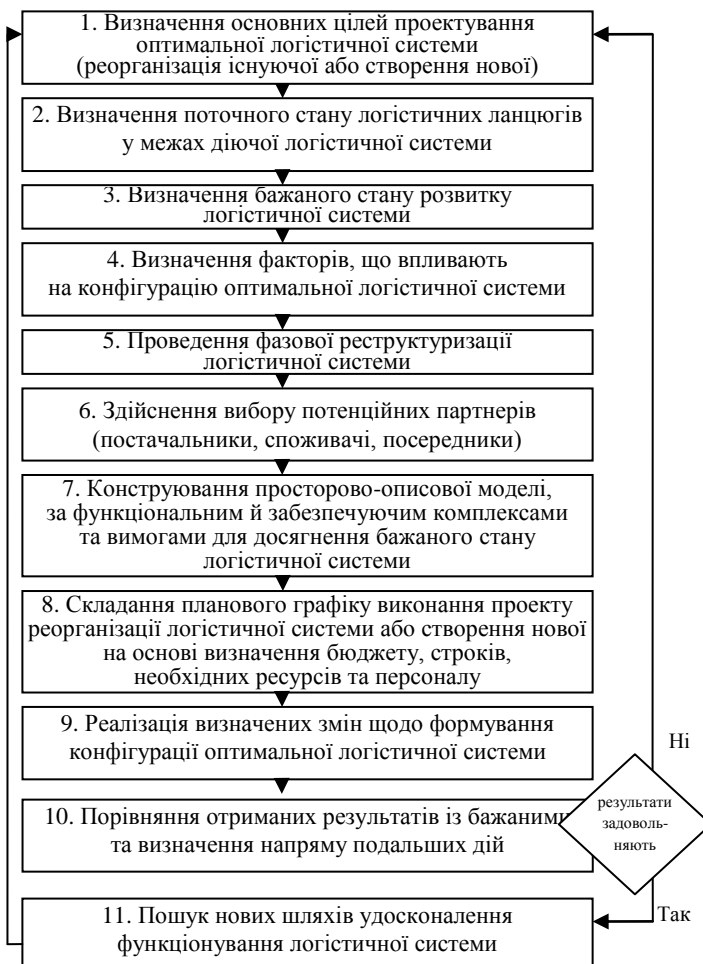 1. Визначення основних цілей проектування
оптимальної логістичної системи
(реорганізація існуючої або створення нової)
2. Визначення поточного стану логістичних ланцюгів
у межах діючої логістичної системи
3. Визначення бажаного стану розвитку
логістичної системи
4. Визначення факторів, що впливають
на конфігурацію оптимальної логістичної системи
5. Проведення фазової реструктуризації
логістичної системи
6. Здійснення вибору потенційних партнерів
(постачальники, споживачі, посередники)
7. Конструювання просторово-описової моделі,
за функціональним й забезпечуючим комплексами
та вимогами для досягнення бажаного стану
логістичної системи
8. Складання планового графіку виконання проекту
реорганізації логістичної системи або створення нової
на основі визначення бюджету, строків,
необхідних ресурсів та персоналу
9. Реалізація визначених змін щодо формування
конфігурації оптимальної логістичної системи
Ні
10. Порівняння отриманих результатів із бажаними
та визначення напряму подальших дій
результати
задоволь-
няють
Так
11. Пошук нових шляхів удосконалення
функціонування логістичної системи